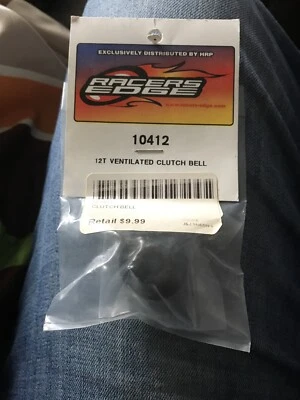 EXCLUSIVELY DISTRIBUTED BY HRP
RACERS
EDGE
10412
12T VENTILATED CLUTCH BELL
CLUTCH BELL
Retail $9.99